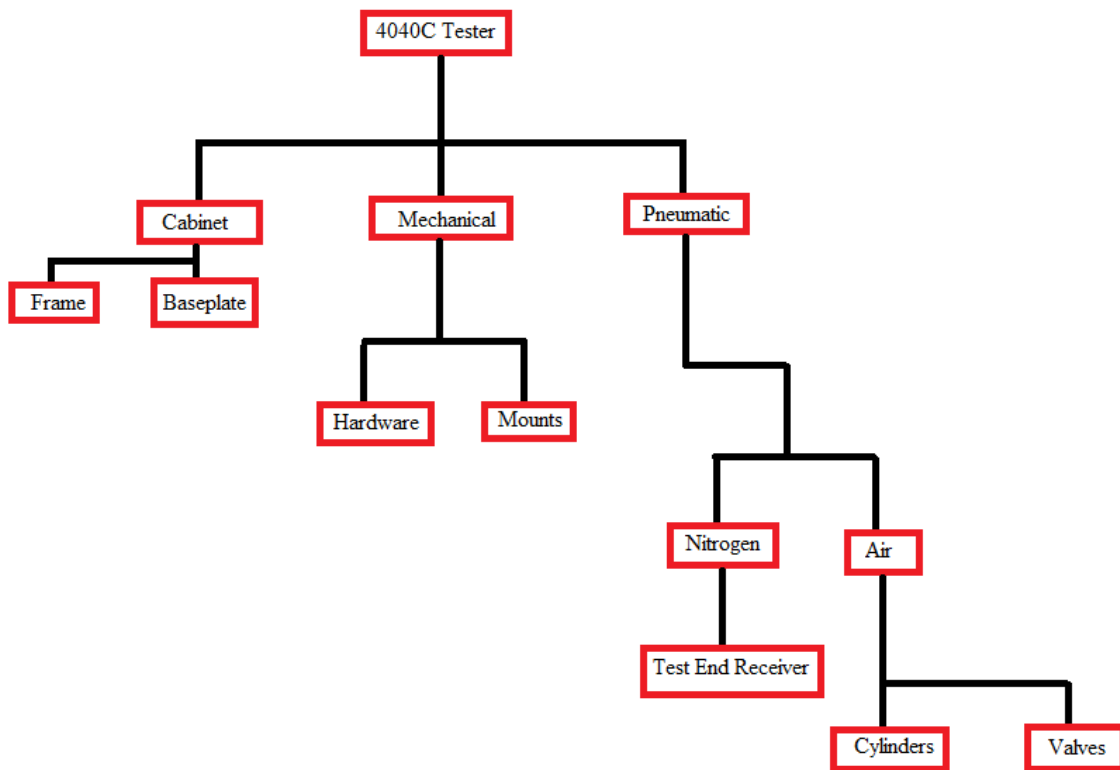 4040C Tester
Cabinet
Mechanical
Pneumatic
Frame
Baseplate
Hardware
Mounts
Nitrogen
Air
Test End Receiver
Cylinders
Valves